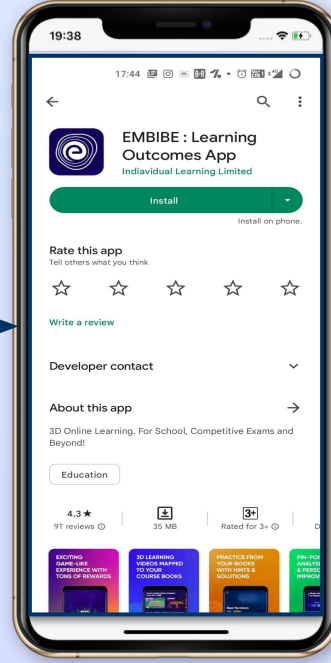 19:38
17:44
EMBIBE : Learning
Outcomes App
Indiavidual Learning Limited
Install
Install on phone.
Rate this app
Tell others what you think
Write a review
Developer contact
About this app
3D Online Learning. For School, Competitive Exams and
Beyond!
Education
4.3★
9T reviews
35 MB
3+
Rated for 3+
D
EXCITING
GAME-LIKE
EXPERIENCE WITH
TONS OF REWARDS
3D LEARNING
VIDEOS MAPPED
TO YOUR
COURSE BOOKS
PRACTICE FROM
YOUR BOOKS
WITH HINTS &
SOLUTIONS
PIN-POI
ANALYSI
& PERSO
IMPROV